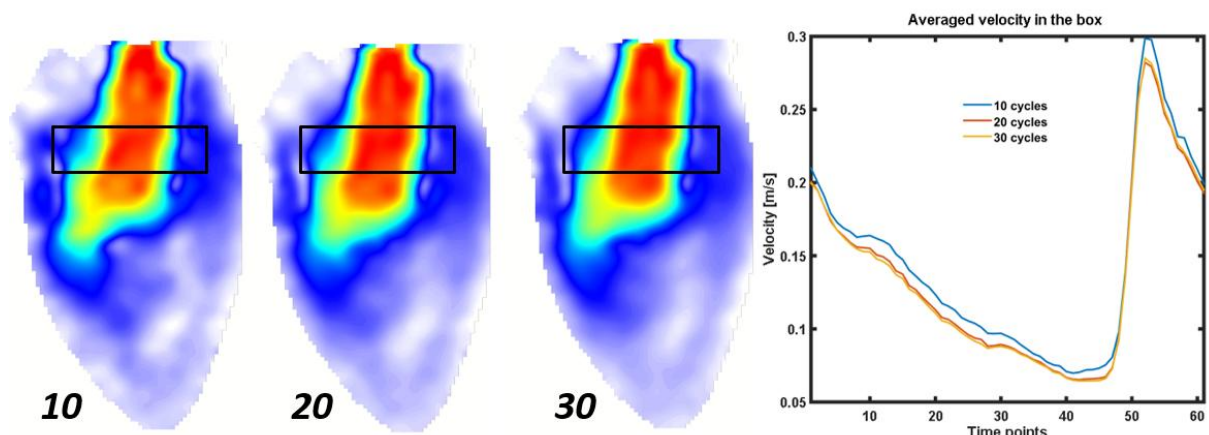 10
20
30
Averaged velocity in the box
Velocity [m/s]
0.3
0.25
0.2
0.15
0.1
0.05
10 cycles
20 cycles
30 cycles
10 20 30 40 50 60
Time points